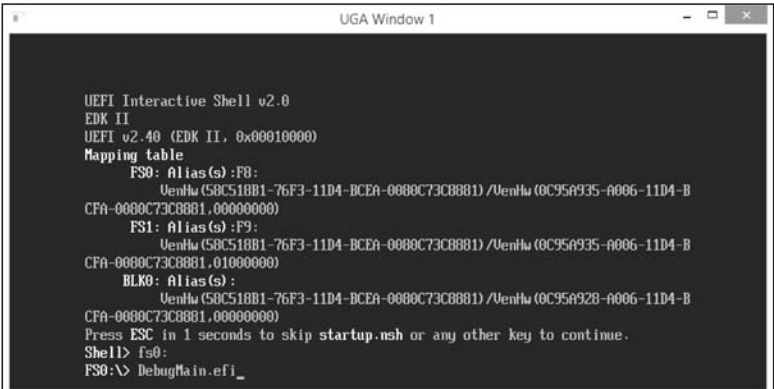 UGA Window 1
UEFI Interactive Shell v2.0
EDK II
UEFI v2.40 (EDK II, 0x00010000)
Mapping table
FS0: Alias(s):F8:
VenHw(58C518B1-76F3-11D4-BCEA-0080C73C8881)/VenHw(0C95A935-A006-11D4-B
CFA-0080C73C8881,00000000)
FS1: Alias(s):F9:
VenHw(58C518B1-76F3-11D4-BCEA-0080C73C8881)/VenHw(0C95A935-A006-11D4-B
CFA-0080C73C8881,01000000)
BLK0: Alias(s):
VenHw(58C518B1-76F3-11D4-BCEA-0080C73C8881)/VenHw(0C95A928-A006-11D4-B
CFA-0080C73C8881,00000000)
Press ESC in 1 seconds to skip startup.nsh or any other key to continue.
Shell> fs0:
FS0:\> DebugMain.efi_